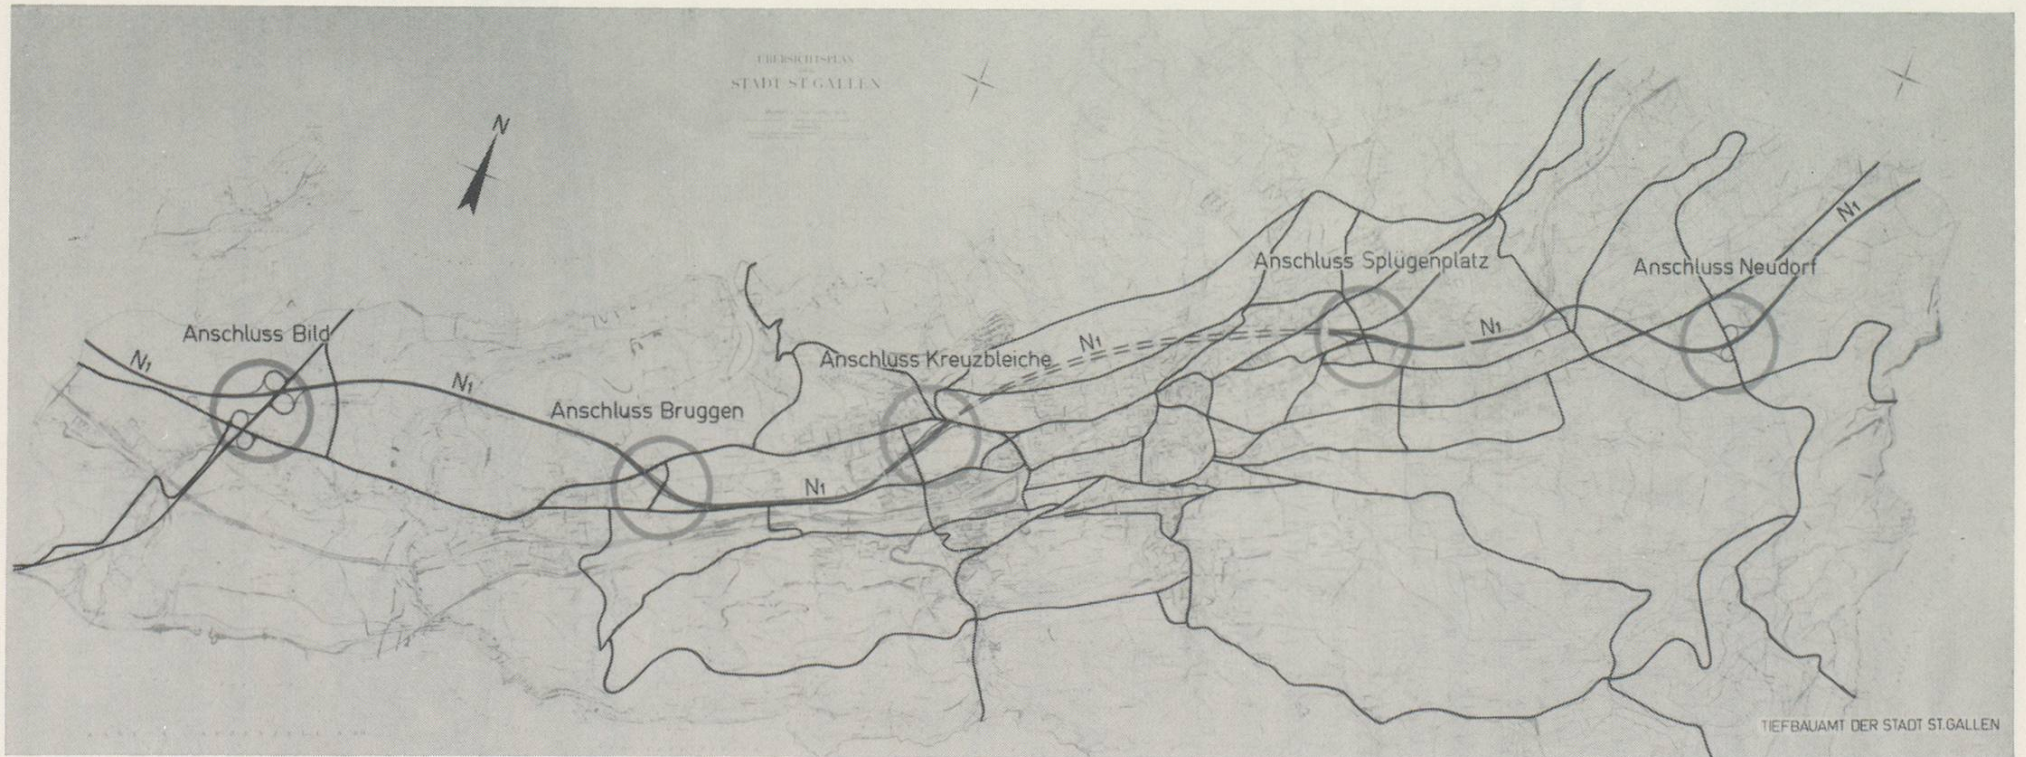 ÜBERSICHTSPLAN
STADT ST. GALLEN
N
Anschluss Splügenplatz
Anschluss Neudorf
N1
Anschluss Bild
N1
N1
Anschluss Kreuzbleiche
N1
N1
Anschluss Bruggen
N1
TIEFBAUAMT DER STADT ST.GALLEN